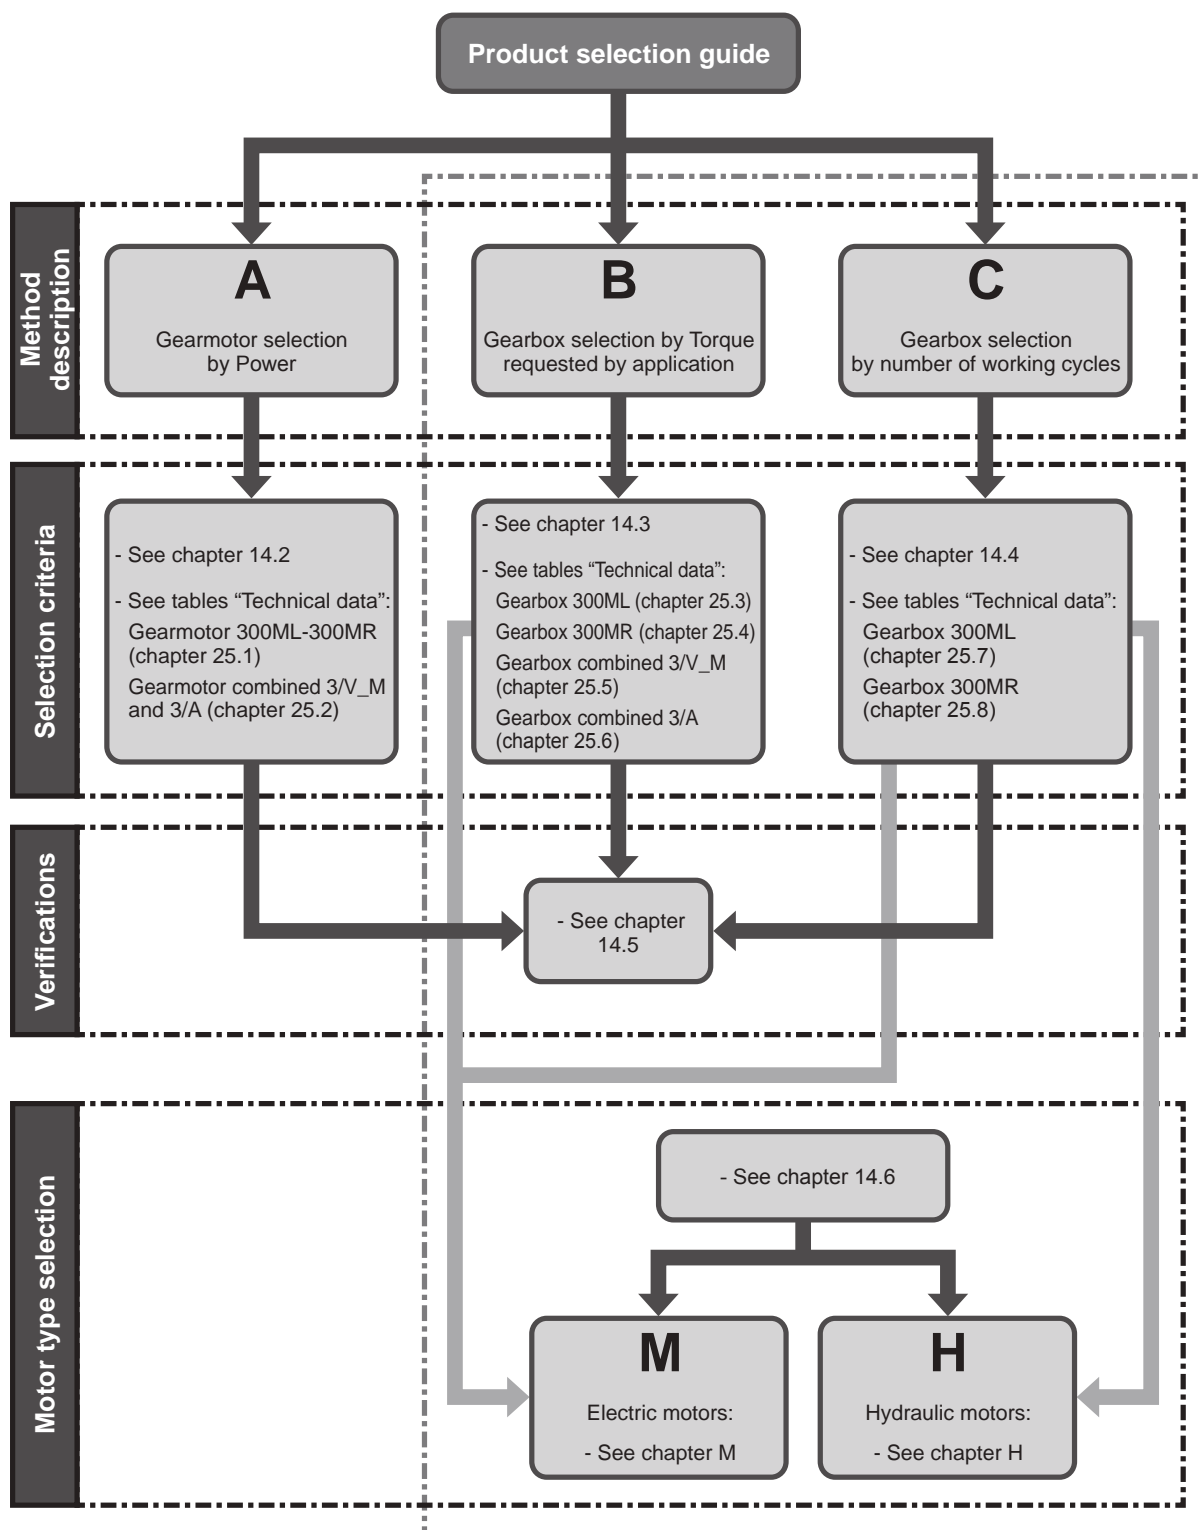 Product selection guide
Method
description
A
Gearmotor selection
by Power
B
Gearbox selection by Torque
requested by application
C
Gearbox selection
by number of working cycles
Selection criteria
- See chapter 14.2
- See tables “Technical data”:
Gearmotor 300ML-300MR
(chapter 25.1)
Gearmotor combined 3/V_M
and 3/A (chapter 25.2)
- See chapter 14.3
- See tables “Technical data”:
Gearbox 300ML (chapter 25.3)
Gearbox 300MR (chapter 25.4)
Gearbox combined 3/V_M
(chapter 25.5)
Gearbox combined 3/A
(chapter 25.6)
- See chapter 14.4
- See tables “Technical data”:
Gearbox 300ML
(chapter 25.7)
Gearbox 300MR
(chapter 25.8)
Verifications
- See chapter
14.5
Motor type selection
- See chapter 14.6
M
Electric motors:
- See chapter M
H
Hydraulic motors:
- See chapter H